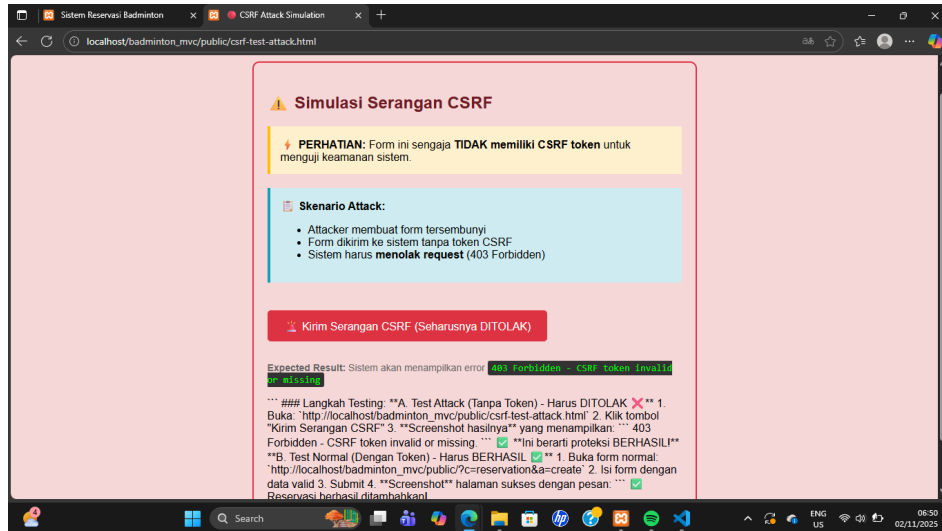 Sistem Reservasi Badminton
CSRF Attack Simulation
localhost/badminton_mvc/public/csrf-test-attack.html
Simulasi Serangan CSRF
PERHATIAN: Form ini sengaja TIDAK memiliki CSRF token untuk
menguji keamanan sistem.
Skenario Attack:
• Attacker membuat form tersembunyi
• Form dikirim ke sistem tanpa token CSRF
• Sistem harus menolak request (403 Forbidden)
Kirim Serangan CSRF (Seharusnya DITOLAK)
Expected Result: Sistem akan menampilkan error 403 Forbidden - CSRF token invalid
or missing
``` ### Langkah Testing: **A. Test Attack (Tanpa Token) - Harus DITOLAK ❌** 1.
Buka: `http://localhost/badminton_mvc/public/csrf-test-attack.html` 2. Klik tombol
"Kirim Serangan CSRF" 3. **Screenshot hasilnya** yang menampilkan: ``` 403
Forbidden - CSRF token invalid or missing. ``` ✅ **Ini berarti proteksi BERHASIL!**
**B. Test Normal (Dengan Token) - Harus BERHASIL ✅** 1. Buka form normal:
`http://localhost/badminton_mvc/public/?c=reservation&a=create` 2. Isi form dengan
data valid 3. Submit 4. **Screenshot** halaman sukses dengan pesan: ``` ✅
Reservasi berhasil ditambahkan!
Search
ENG
US
06:50
02/11/2025